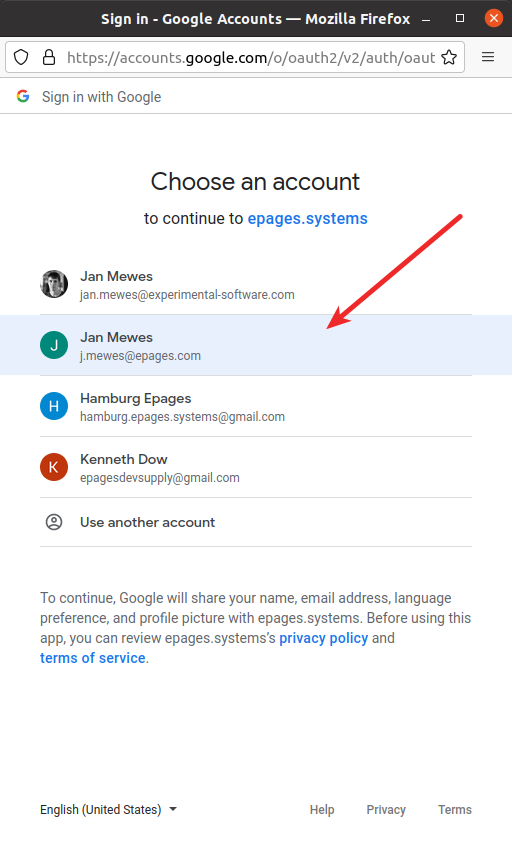 Sign in - Google Accounts — Mozilla Firefox
https://accounts.google.com/o/oauth2/v2/auth/oaut
Sign in with Google
Choose an account
to continue to epages.systems
Jan Mewes
jan.mewes@experimental-software.com
J
Jan Mewes
j.mewes@epages.com
H
Hamburg Epages
hamburg.epages.systems@gmail.com
K
Kenneth Dow
epagesdevsupply@gmail.com
Use another account
To continue, Google will share your name, email address, language
preference, and profile picture with epages.systems. Before using this
app, you can review epages.systems’s privacy policy and
terms of service.
English (United States) Help Privacy Terms